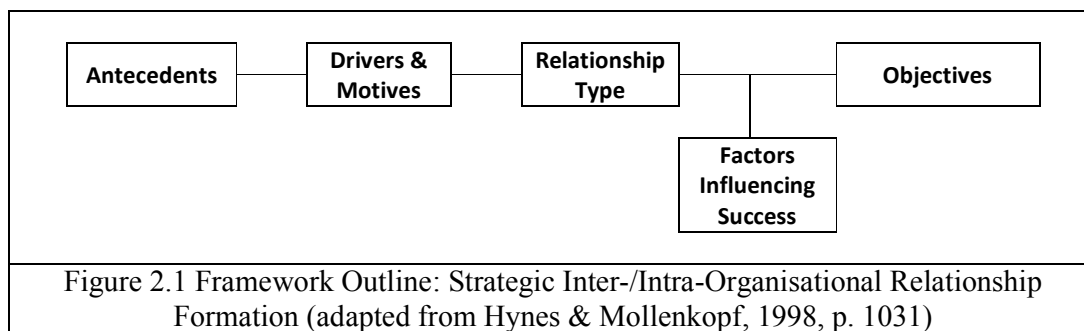 Antecedents
Drivers &
Motives
Relationship
Type
Objectives
Factors
Influencing
Success
Figure 2.1 Framework Outline: Strategic Inter-/Intra-Organisational Relationship
Formation (adapted from Hynes & Mollenkopf, 1998, p. 1031)